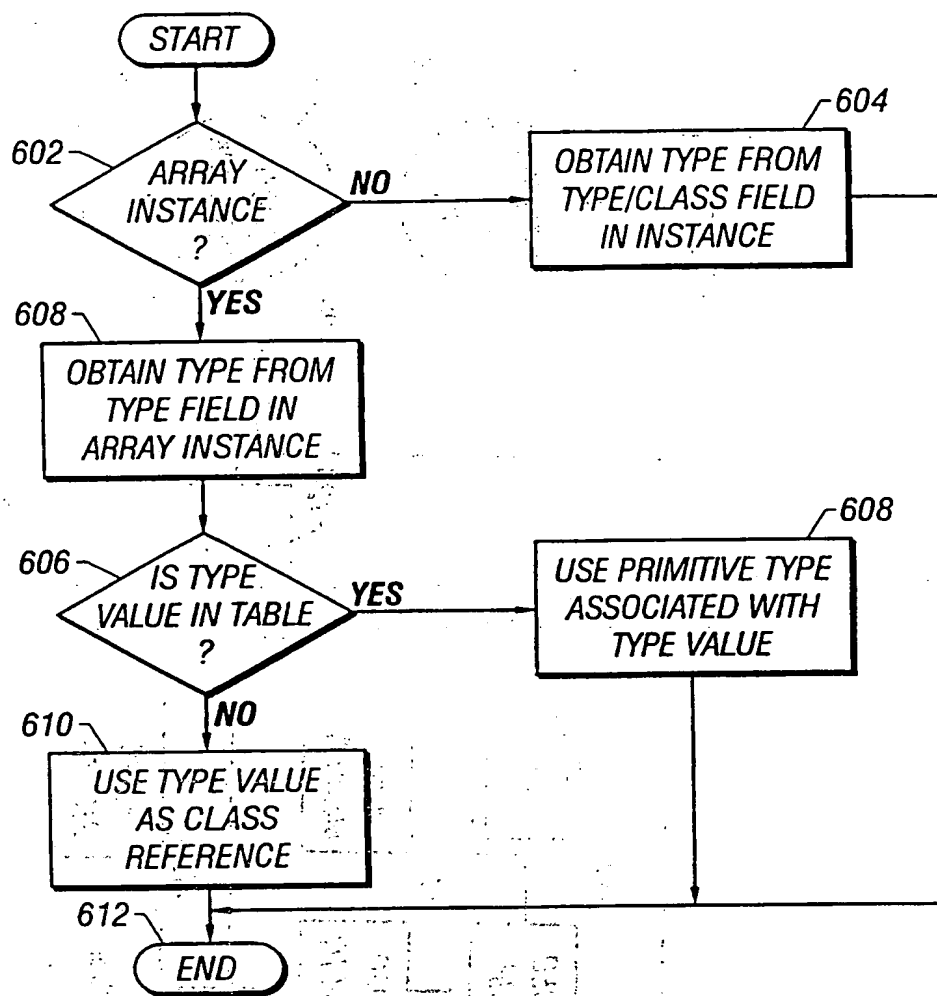 START
602
ARRAY
INSTANCE
?
NO
604
OBTAIN TYPE FROM
TYPE/CLASS FIELD
IN INSTANCE
YES
608
OBTAIN TYPE FROM
TYPE FIELD IN
ARRAY INSTANCE
606
IS TYPE
VALUE IN TABLE
?
YES
608
USE PRIMITIVE TYPE
ASSOCIATED WITH
TYPE VALUE
NO
610
USE TYPE VALUE
AS CLASS
REFERENCE
612
END